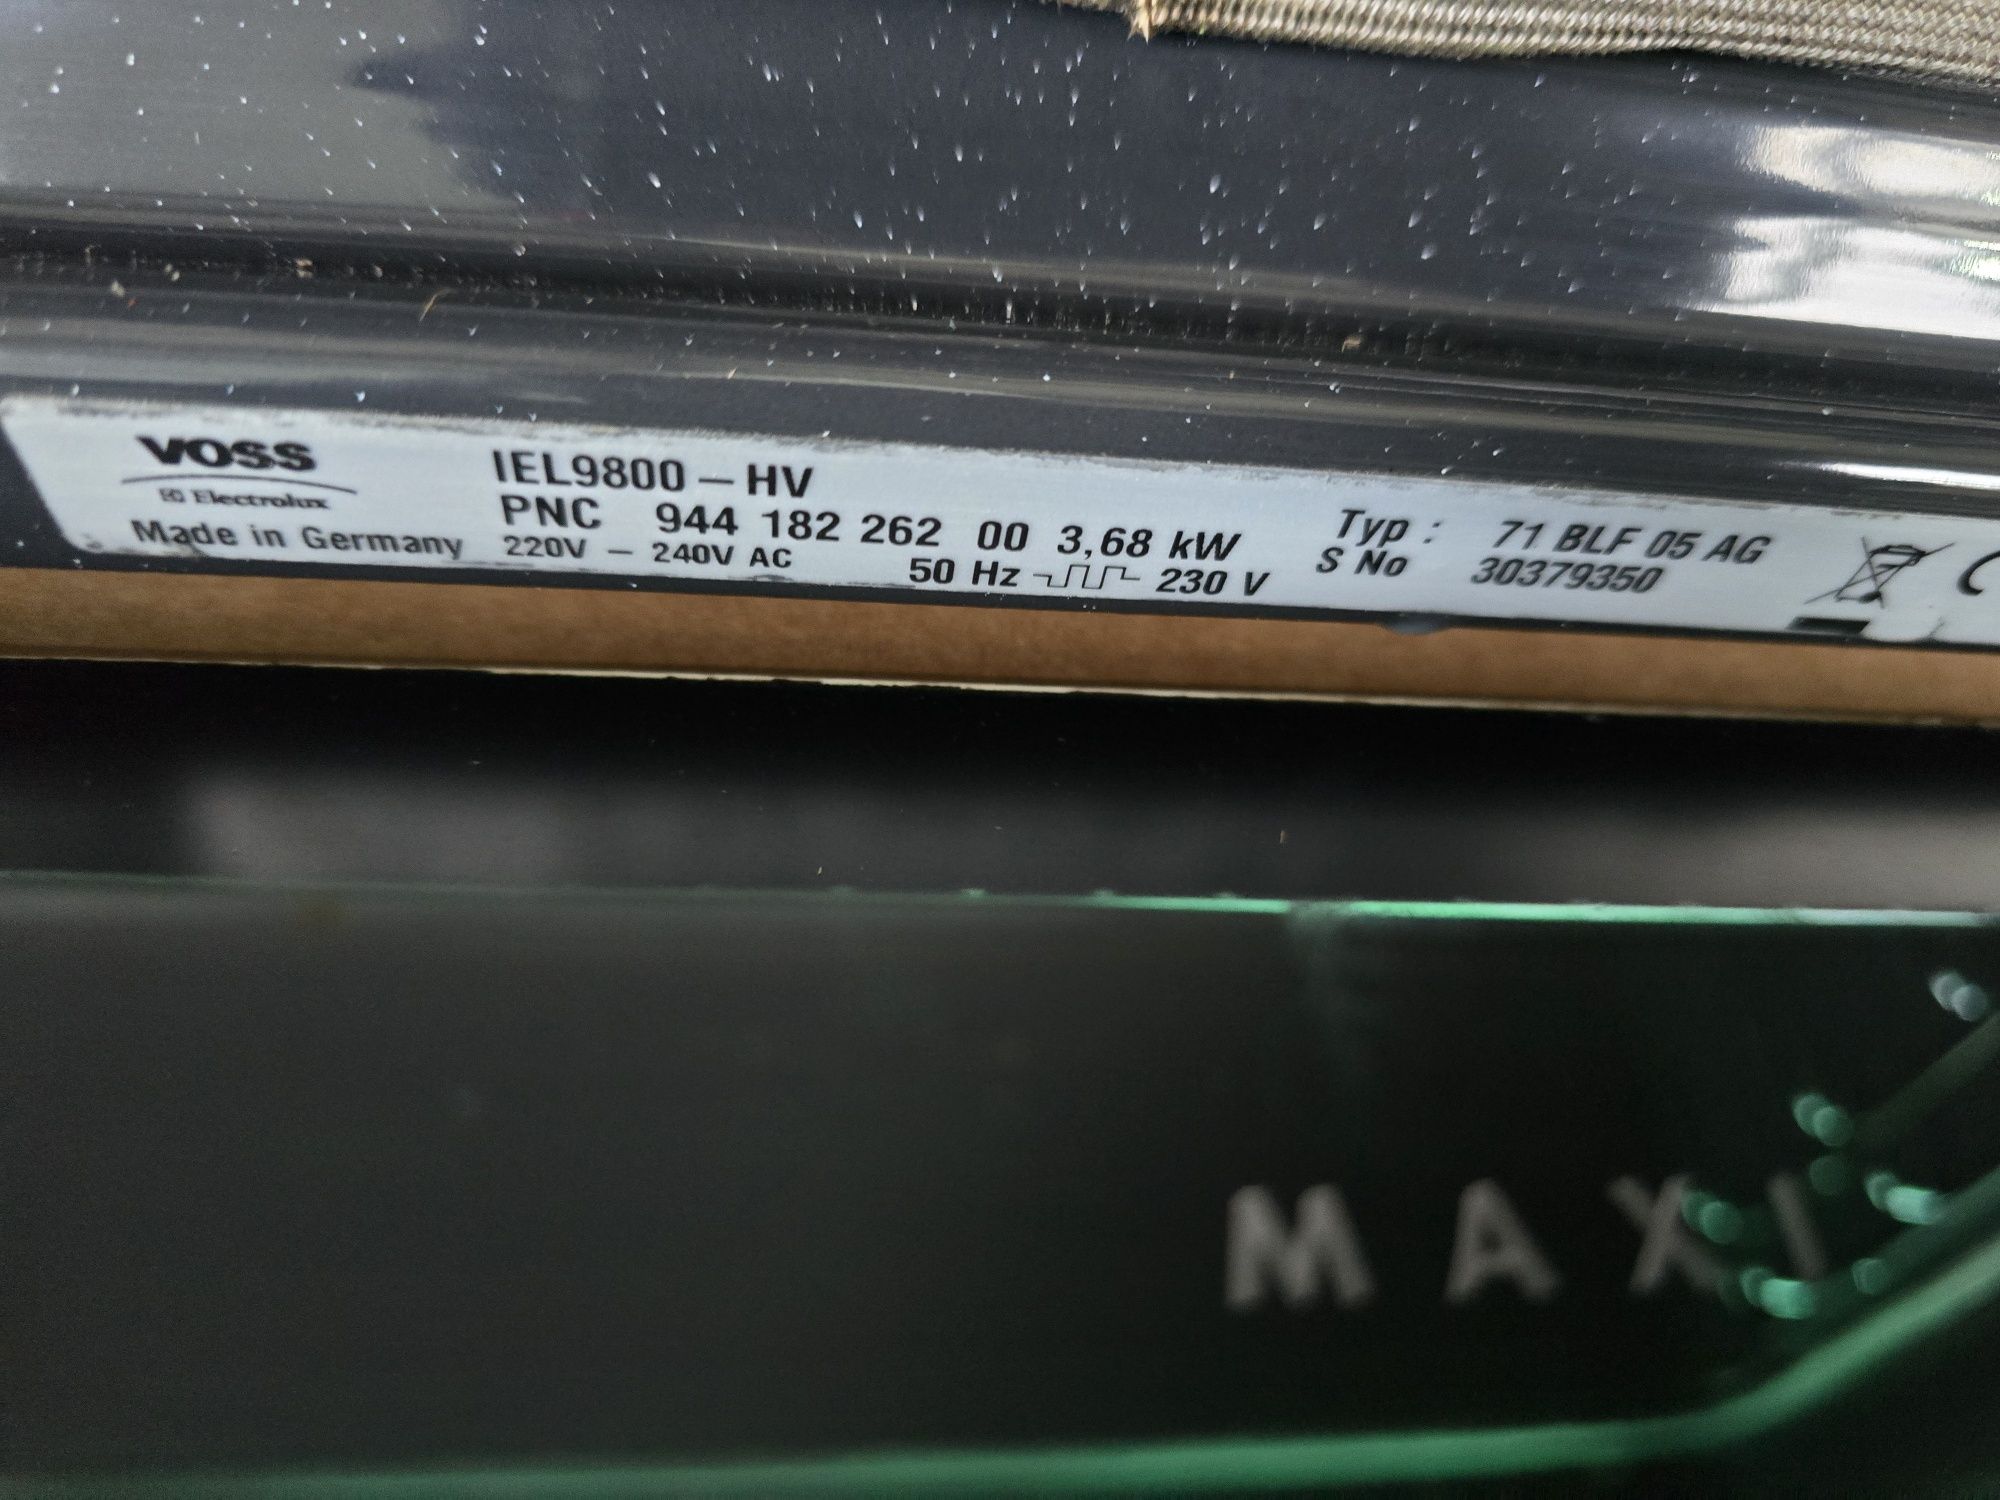 VOSS
Electrolux
Made in Germany
IEL9800 – HV
PNC 944 182 262 00 3,68 kW
220V – 240V AC
50 Hz 230 V
Typ : 71 BLF 05 AG
S No 30379350
MAXI